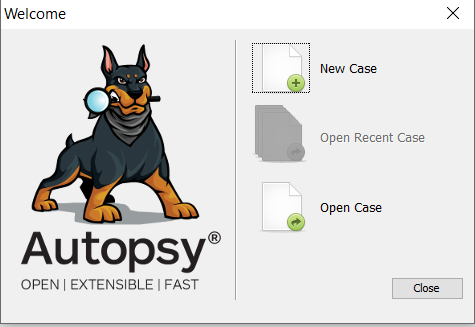 Welcome
New Case
Open Recent Case
Open Case
Autopsy®
OPEN | EXTENSIBLE | FAST
Close